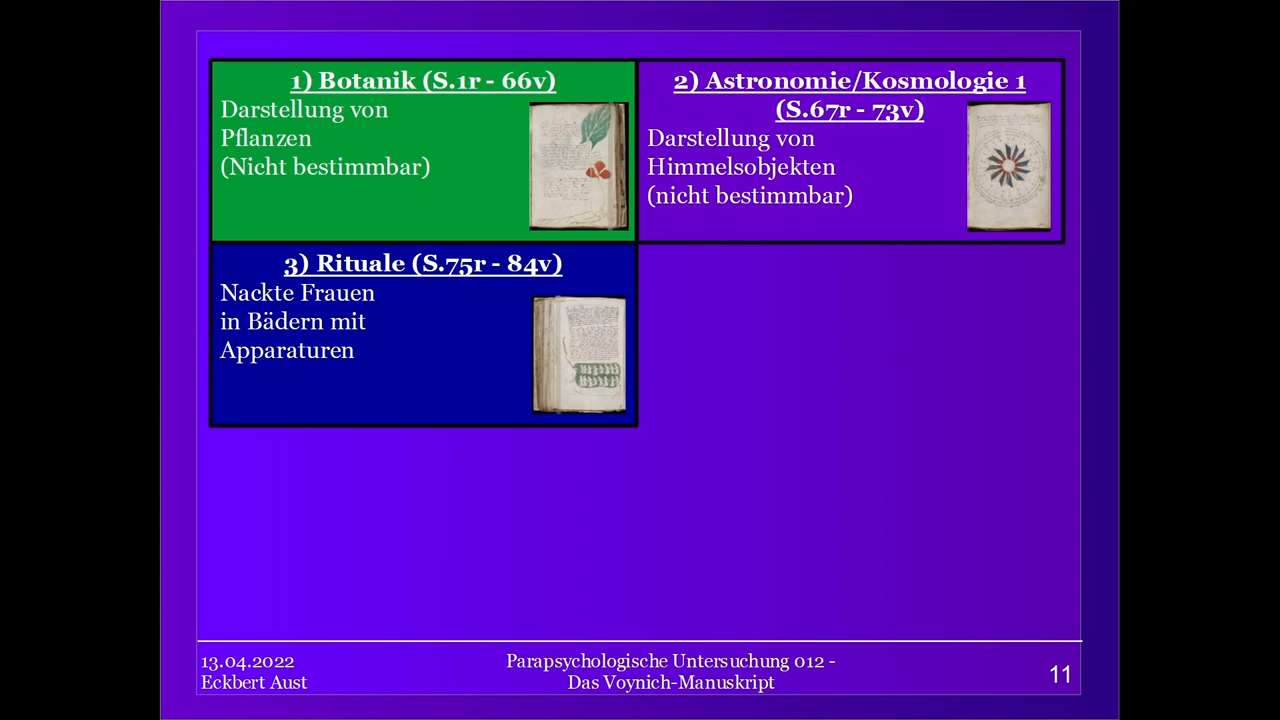 1) Botanik (S.1r - 66v)
Darstellung von
Pflanzen
(Nicht bestimmbar)
2) Astronomie/Kosmologie 1
(S.67r - 73v)
Darstellung von
Himmelsobjekten
(nicht bestimmbar)
3) Rituale (S.75r - 84v)
Nackte Frauen
in Bädern mit
Apparaturen
13.04.2022
Eckbert Aust
Parapsychologische Untersuchung 012 -
Das Voynich-Manuskript
11